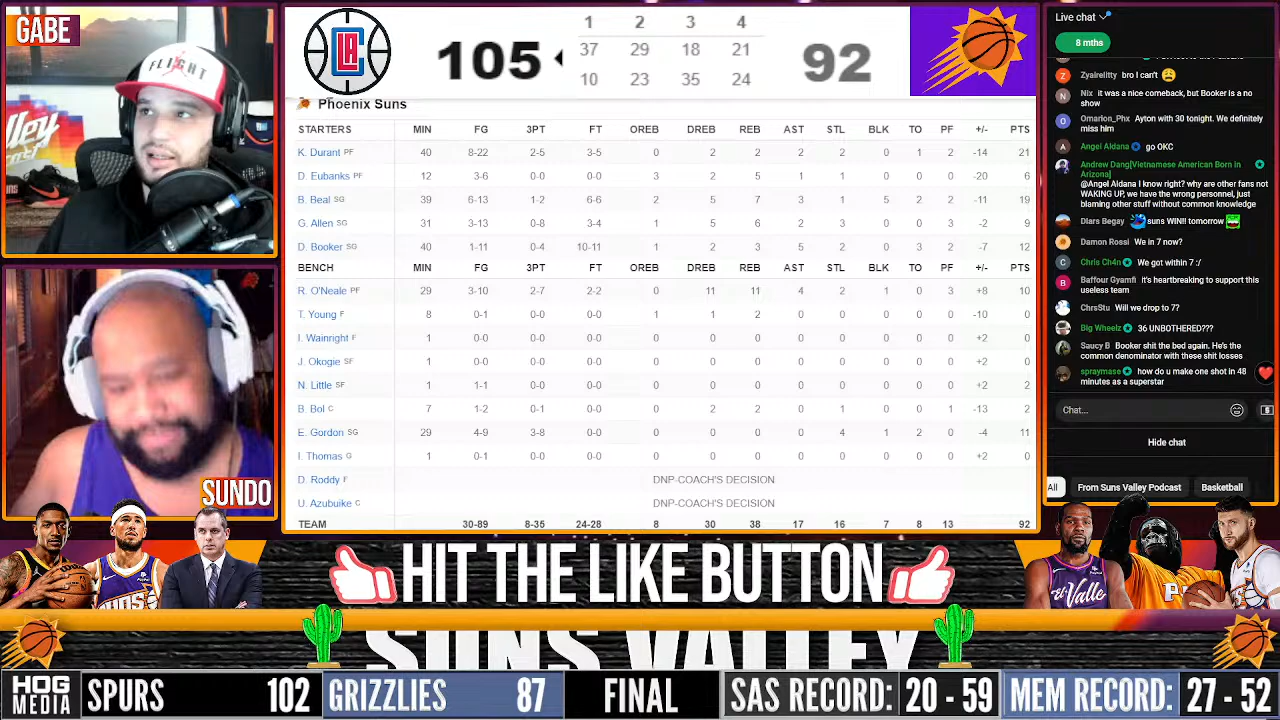 GABE
FLIGHT
Valley
SUNDO
LA
105
1 2 3 4
37 29 18 21
10 23 35 24
92
Phoenix Suns
STARTERS MIN FG 3PT FT OREB DREB REB AST STL BLK TO PF +/- PTS
K. Durant PF 40 8-22 2-5 3-5 0 2 2 2 2 0 1 2 -14 21
D. Eubanks PF 12 3-6 0-0 0-0 3 2 5 1 1 0 0 0 -20 6
B. Beal SG 39 6-13 1-2 6-6 2 5 7 3 1 5 2 2 -11 19
G. Allen SG 31 3-13 0-8 3-4 1 5 6 2 3 0 0 3 -2 9
D. Booker SG 40 1-11 0-4 10-11 1 2 3 5 2 0 3 2 -7 12
BENCH MIN FG 3PT FT OREB DREB REB AST STL BLK TO PF +/- PTS
R. O'Neale PF 29 3-10 2-7 2-2 0 11 11 4 2 1 0 3 +8 10
T. Young F 8 0-1 0-0 0-0 1 1 2 0 0 0 0 0 -10 0
I. Wainright F 1 0-0 0-0 0-0 0 0 0 0 0 0 0 0 +2 0
J. Okogie SF 1 0-0 0-0 0-0 0 0 0 0 0 0 0 0 +2 0
N. Little SF 1 1-1 0-0 0-0 0 0 0 0 0 0 0 0 +2 2
B. Bol C 7 1-2 0-1 0-0 0 2 2 0 1 0 0 1 -13 2
E. Gordon SG 29 4-9 3-8 0-0 0 0 0 0 4 1 2 0 -4 11
I. Thomas G 1 0-1 0-0 0-0 0 0 0 0 0 0 0 0 +2 0
D. Roddy F DNP-COACH'S DECISION
U. Azubuike C DNP-COACH'S DECISION
TEAM 30-89 8-35 24-28 8 30 38 17 16 7 8 13 92
Live chat
8 mths
Zyairelitty bro I can't
Nix it was a nice comeback, but Booker is a no
show
Omarion_Phx Ayton with 30 tonight. We definitely
miss him
Angel Aldana go OKC
Andrew Dang[Vietnamese American Born in
Arizona]
@Angel Aldana I know right? why are other fans not
WAKING UP, we have the wrong personnel, just
blaming other stuff without common knowledge
DIars Begay suns WIN!! tomorrow
Damon Rossi We in 7 now?
Chris Ch4n We got within 7 :/
Baffour Gyamfi it's heartbreaking to support this
useless team
ChrsStu Will we drop to 7?
Big Wheelz 36 UNBOTHERED???
Saucy B Booker shit the bed again. He's the
common denominator with these shit losses
spraymase how do u make one shot in 48
minutes as a superstar
Chat...
Hide chat
All From Suns Valley Podcast Basketball
HIT THE LIKE BUTTON
SUNS VALLEY
HOG
MEDIA
SPURS 102 GRIZZLIES 87 FINAL SAS RECORD: 20 - 59 MEM RECORD: 27 - 52